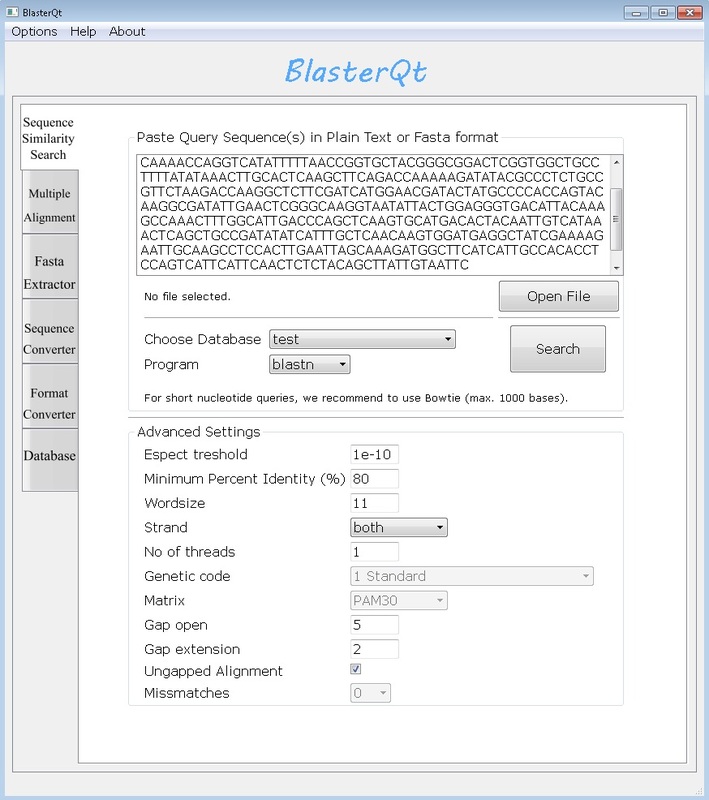 BlasterQt
Options Help About
BlasterQt
Sequence
Similarity
Search
Multiple
Alignment
Fasta
Extractor
Sequence
Converter
Format
Converter
Database
Paste Query Sequence(s) in Plain Text or Fasta format
CAAAACCAGGTCATATTTTTAACCGGTGCTACGGGCGGACTCGGTGGCTGCC
TTTTATATAAACTTGCACTCAAGCTTCAGACCAAAAAGATATACGCCCTCTGCC
GTTCTAAGACCAAGGCTCTTCGATCATGGAACGATACTATGCCCCACCAGTAC
AAGGCGATATTGAACTCGGGCAAGGTAATATTACTGGAGGGTGACATTACAAA
GCCAAACTTTGGCATTGACCCAGCTCAAGTGCATGACACTACAATTGTCATAA
ACTCAGCTGCCGATATATCATTTGCTCAACAAGTGGATGAGGCTATCGAAAAG
AATTGCAAGCCTCCACTTGAATTAGCAAAGATGGCTTCATCATTGCCACACCT
CCAGTCATTCATTCAACTCTCTACAGCTTATTGTAATTC
No file selected.
Open File
Choose Database test
Search
Program blastn
For short nucleotide queries, we recommend to use Bowtie (max. 1000 bases).
Advanced Settings
Espect treshold 1e-10
Minimum Percent Identity (%) 80
Wordsize 11
Strand both
No of threads 1
Genetic code 1 Standard
Matrix PAM30
Gap open 5
Gap extension 2
Ungapped Alignment
Missmatches 0